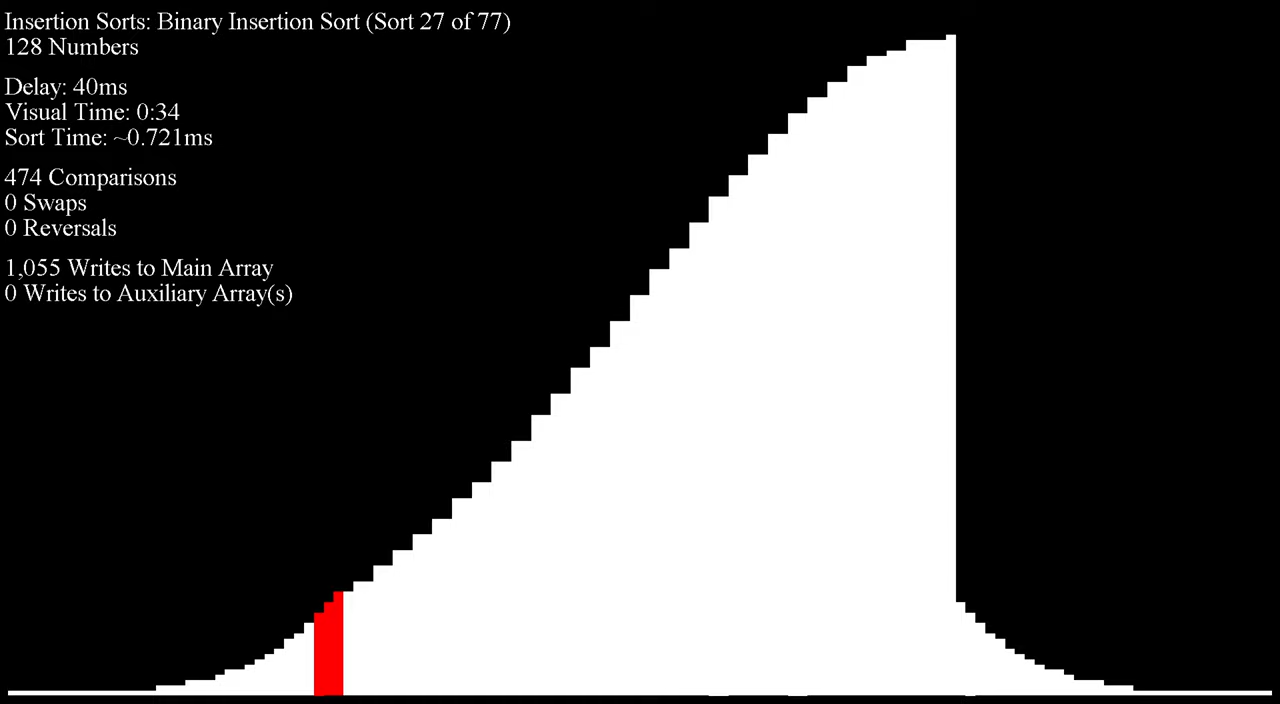 Insertion Sorts: Binary Insertion Sort (Sort 27 of 77)
128 Numbers
Delay: 40ms
Visual Time: 0:34
Sort Time: ~0.721ms
474 Comparisons
0 Swaps
0 Reversals
1,055 Writes to Main Array
0 Writes to Auxiliary Array(s)